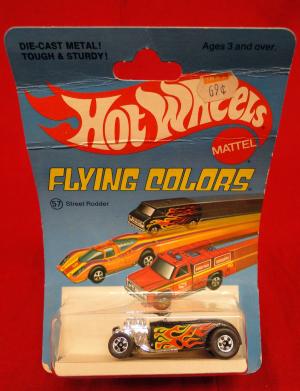 DIE-CAST METAL!
TOUGH & STURDY!
Ages 3 and over.
69¢
Hot Wheels
MATTEL
FLYING COLORS
57 Street Rodder